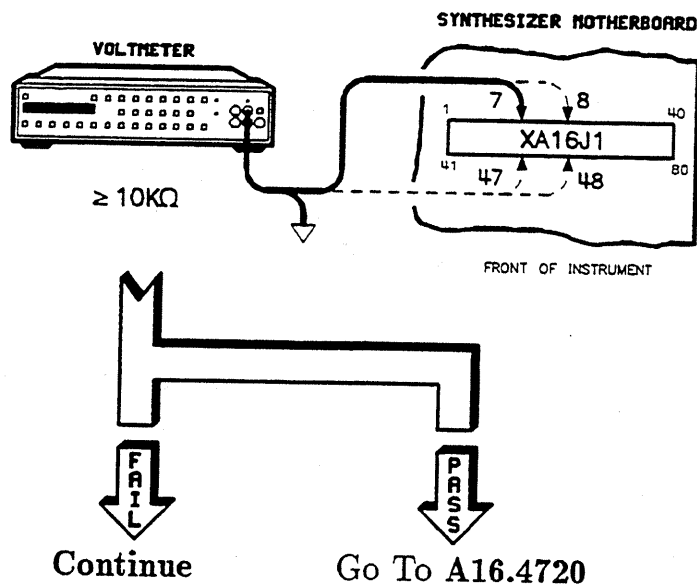 SYNTHESIZER MOTHERBOARD
VOLTMETER
7 8
1 40
XA16J1
41 47 48 80
≥ 10KΩ
FRONT OF INSTRUMENT
FAIL PASS
Continue Go To A16.4720